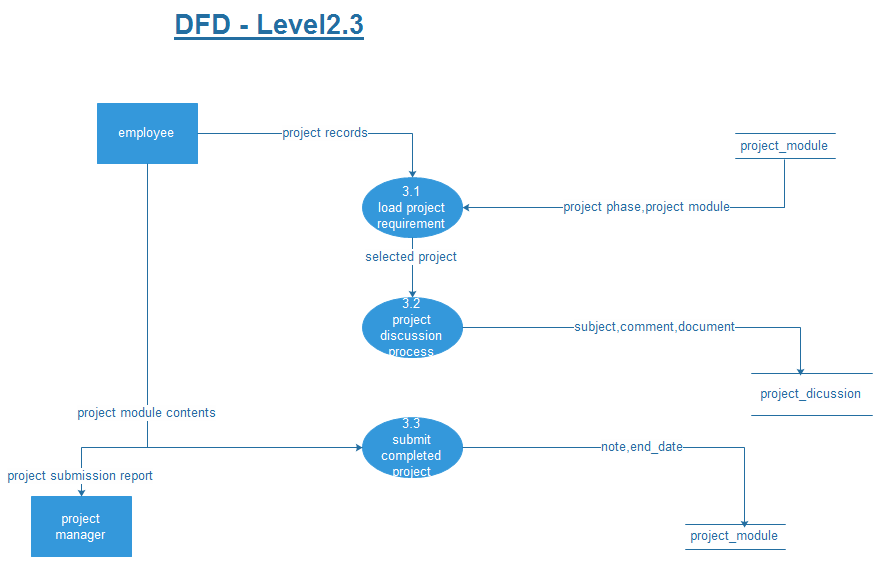 DFD - Level2.3
employee
project records
project_module
3.1
load project
requirement
project phase,project module
selected project
3.2
project
discussion
process
subject,comment,document
project_dicussion
project module contents
3.3
submit
completed
project
note,end_date
project submission report
project
manager
project_module